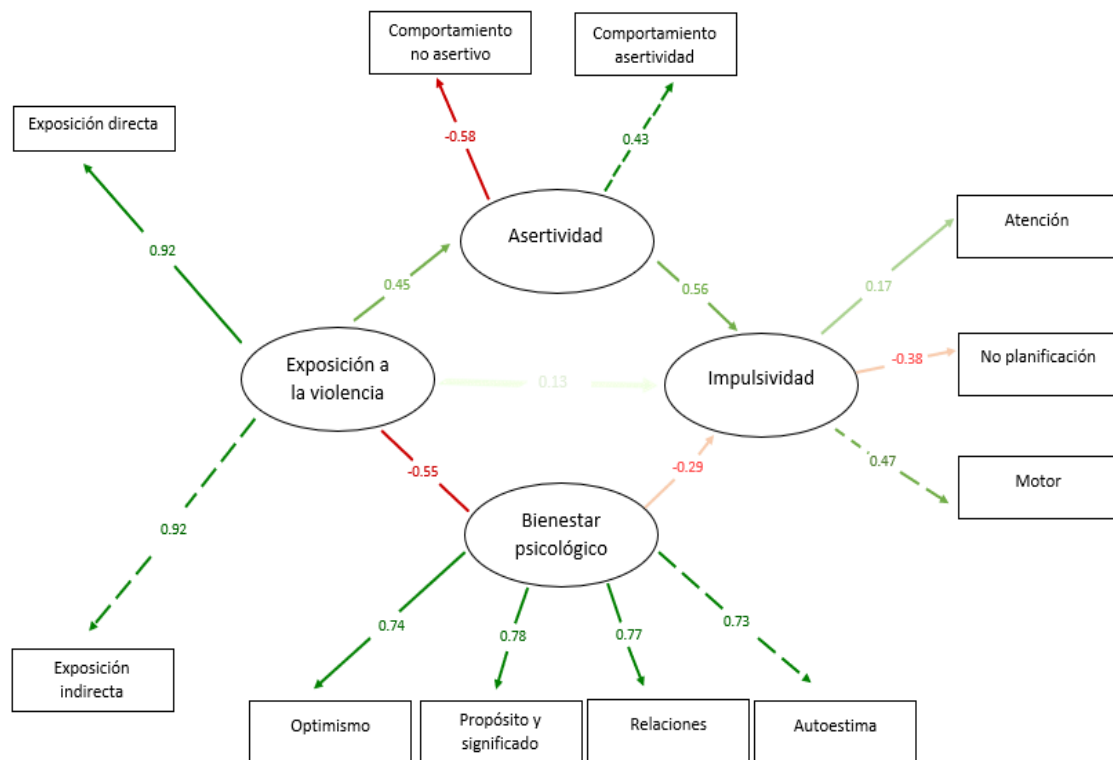 Comportamiento
no asertivo
Comportamiento
asertividad
Exposición directa
-0.58
0.43
Asertividad
Atención
0.92
0.45
0.56
0.17
Exposición a
la violencia
0.13
Impulsividad
-0.38
No planificación
-0.55
-0.29
0.47
Motor
Bienestar
psicológico
0.92
0.74
0.78
0.77
0.73
Exposición
indirecta
Optimismo
Propósito y
significado
Relaciones
Autoestima